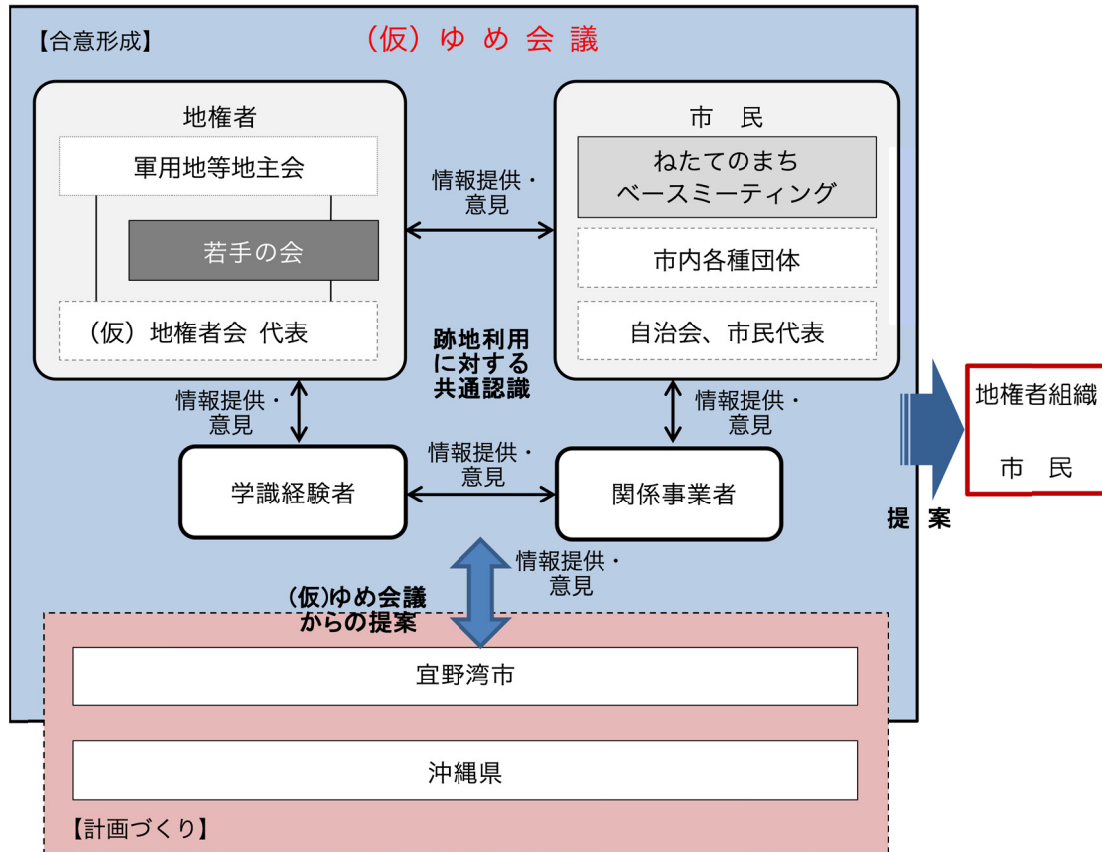 【合意形成】
(仮)ゆめ会議
地権者
軍用地等地主会
若手の会
(仮)地権者会 代表
情報提供・
意見
市 民
ねたてのまち
ベースミーティング
市内各種団体
自治会、市民代表
跡地利用
に対する
共通認識
情報提供・
意見
情報提供・
意見
学識経験者
情報提供・
意見
関係事業者
提 案
地権者組織
市 民
情報提供・
意見
(仮)ゆめ会議
からの提案
宜野湾市
沖縄県
【計画づくり】